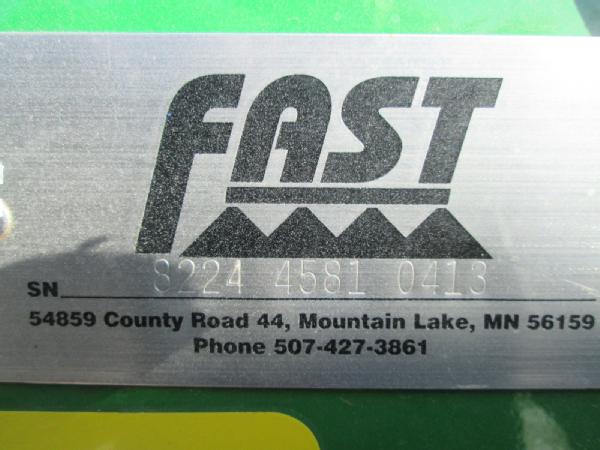 FAST
SN 8224 4581 0413
54859 County Road 44, Mountain Lake, MN 56159
Phone 507-427-3861